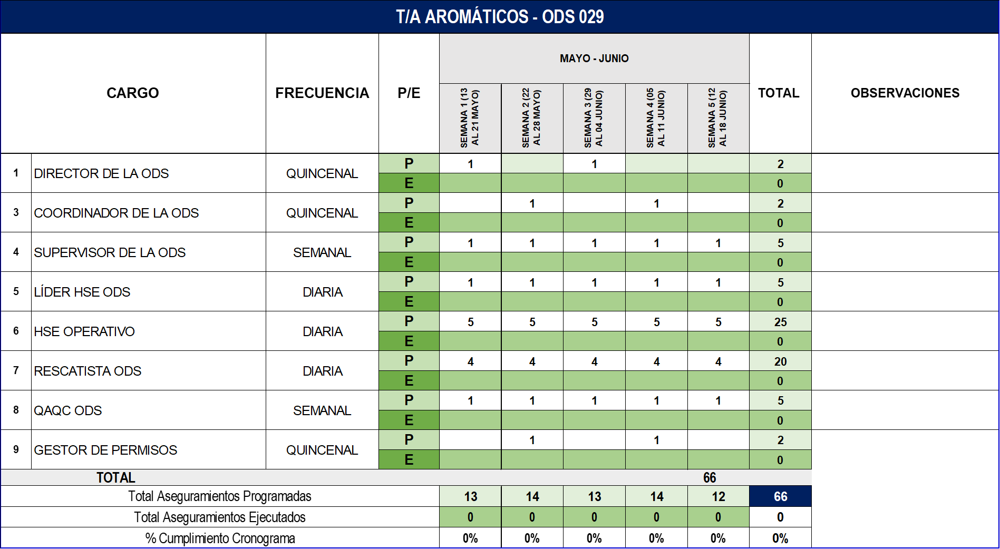 T/A AROMÁTICOS - ODS 029
CARGO FRECUENCIA P/E MAYO - JUNIO TOTAL OBSERVACIONES
SEMANA 1 (13 AL 21 MAYO) SEMANA 2 (22 AL 28 MAYO) SEMANA 3 (29 AL 04 JUNIO) SEMANA 4 (05 AL 11 JUNIO) SEMANA 5 (12 AL 18 JUNIO)
1 DIRECTOR DE LA ODS QUINCENAL P 1 1 2
E 0
3 COORDINADOR DE LA ODS QUINCENAL P 1 1 2
E 0
4 SUPERVISOR DE LA ODS SEMANAL P 1 1 1 1 1 5
E 0
5 LÍDER HSE ODS DIARIA P 1 1 1 1 1 5
E 0
6 HSE OPERATIVO DIARIA P 5 5 5 5 5 25
E 0
7 RESCATISTA ODS DIARIA P 4 4 4 4 4 20
E 0
8 QAQC ODS SEMANAL P 1 1 1 1 1 5
E 0
9 GESTOR DE PERMISOS QUINCENAL P 1 1 2
E 0
TOTAL 66
Total Aseguramientos Programadas 13 14 13 14 12 66
Total Aseguramientos Ejecutados 0 0 0 0 0 0
% Cumplimiento Cronograma 0% 0% 0% 0% 0% 0%